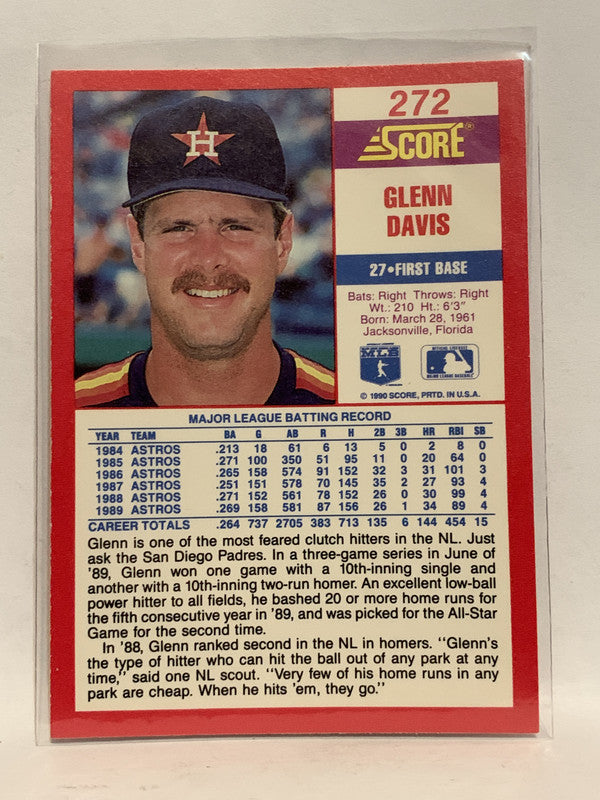 H
272
SCORE®
GLENN
DAVIS
27•FIRST BASE
Bats: Right Throws: Right
Wt.: 210 Ht.: 6'3"
Born: March 28, 1961
Jacksonville, Florida
MLB
MAJOR LEAGUE BASEBALL
© 1990 SCORE, PRTD. IN U.S.A.
MAJOR LEAGUE BATTING RECORD
YEAR TEAM BA G AB R H 2B 3B HR RBI SB
1984 ASTROS .213 18 61 6 13 5 0 2 8 0
1985 ASTROS .271 100 350 51 95 11 0 20 64 0
1986 ASTROS .265 158 574 91 152 32 3 31 101 3
1987 ASTROS .251 151 578 70 145 35 2 27 93 4
1988 ASTROS .271 152 561 78 152 26 0 30 99 4
1989 ASTROS .269 158 581 87 156 26 1 34 89 4
CAREER TOTALS .264 737 2705 383 713 135 6 144 454 15
Glenn is one of the most feared clutch hitters in the NL. Just
ask the San Diego Padres. In a three-game series in June of
'89, Glenn won one game with a 10th-inning single and
another with a 10th-inning two-run homer. An excellent low-ball
power hitter to all fields, he bashed 20 or more home runs for
the fifth consecutive year in '89, and was picked for the All-Star
Game for the second time.
In '88, Glenn ranked second in the NL in homers. "Glenn's
the type of hitter who can hit the ball out of any park at any
time," said one NL scout. "Very few of his home runs in any
park are cheap. When he hits 'em, they go."